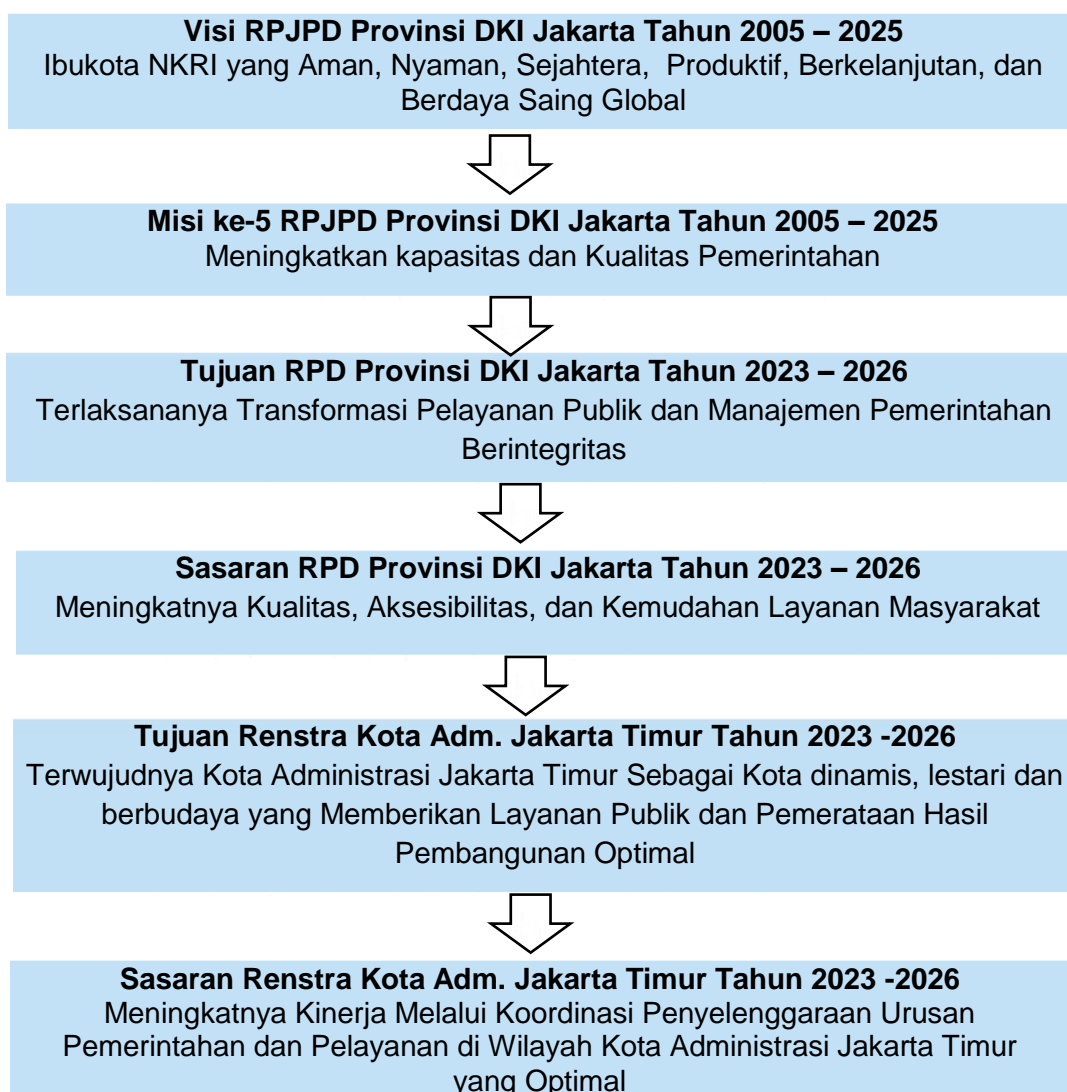 Visi RPJPD Provinsi DKI Jakarta Tahun 2005 – 2025
Ibukota NKRI yang Aman, Nyaman, Sejahtera, Produktif, Berkelanjutan, dan
Berdaya Saing Global
Misi ke-5 RPJPD Provinsi DKI Jakarta Tahun 2005 – 2025
Meningkatkan kapasitas dan Kualitas Pemerintahan
Tujuan RPD Provinsi DKI Jakarta Tahun 2023 – 2026
Terlaksananya Transformasi Pelayanan Publik dan Manajemen Pemerintahan
Berintegritas
Sasaran RPD Provinsi DKI Jakarta Tahun 2023 – 2026
Meningkatnya Kualitas, Aksesibilitas, dan Kemudahan Layanan Masyarakat
Tujuan Renstra Kota Adm. Jakarta Timur Tahun 2023 -2026
Terwujudnya Kota Administrasi Jakarta Timur Sebagai Kota dinamis, lestari dan
berbudaya yang Memberikan Layanan Publik dan Pemerataan Hasil
Pembangunan Optimal
Sasaran Renstra Kota Adm. Jakarta Timur Tahun 2023 -2026
Meningkatnya Kinerja Melalui Koordinasi Penyelenggaraan Urusan
Pemerintahan dan Pelayanan di Wilayah Kota Administrasi Jakarta Timur
yang Optimal